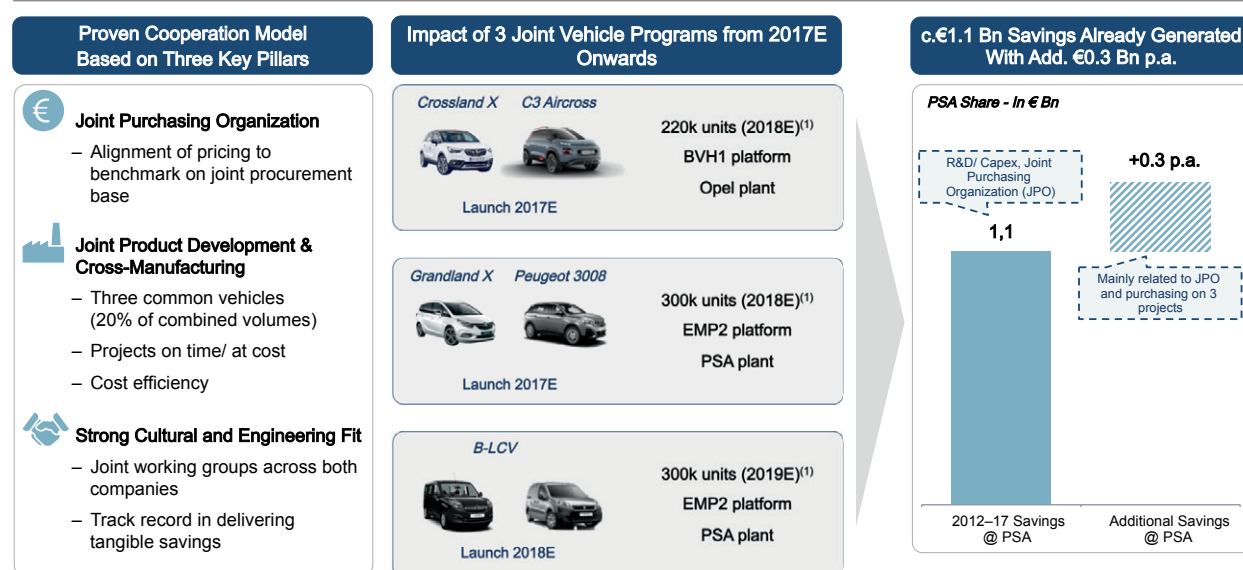 Proven Cooperation Model
Based on Three Key Pillars
€
Joint Purchasing Organization
– Alignment of pricing to
benchmark on joint procurement
base
Joint Product Development &
Cross-Manufacturing
– Three common vehicles
(20% of combined volumes)
– Projects on time/ at cost
– Cost efficiency
Strong Cultural and Engineering Fit
– Joint working groups across both
companies
– Track record in delivering
tangible savings
Impact of 3 Joint Vehicle Programs from 2017E
Onwards
Crossland X C3 Aircross
220k units (2018E)(1)
BVH1 platform
Opel plant
Launch 2017E
Grandland X Peugeot 3008
300k units (2018E)(1)
EMP2 platform
PSA plant
Launch 2017E
B-LCV
300k units (2019E)(1)
EMP2 platform
PSA plant
Launch 2018E
c.€1.1 Bn Savings Already Generated
With Add. €0.3 Bn p.a.
PSA Share - In € Bn
R&D/ Capex, Joint
Purchasing
Organization (JPO)
1,1
+0.3 p.a.
Mainly related to JPO
and purchasing on 3
projects
2012–17 Savings
@ PSA
Additional Savings
@ PSA